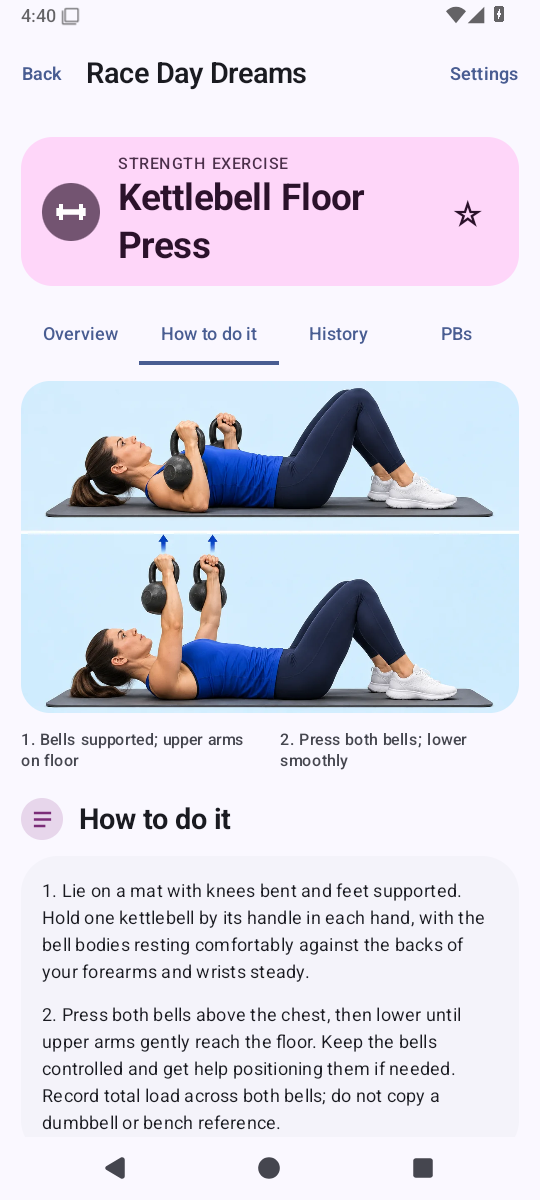 4:40
Back
Race Day Dreams
Settings
STRENGTH EXERCISE
Kettlebell Floor
Press
Overview
How to do it
History
PBs
1. Bells supported; upper arms
on floor
2. Press both bells; lower
smoothly
How to do it
1. Lie on a mat with knees bent and feet supported.
Hold one kettlebell by its handle in each hand, with the
bell bodies resting comfortably against the backs of
your forearms and wrists steady.
2. Press both bells above the chest, then lower until
upper arms gently reach the floor. Keep the bells
controlled and get help positioning them if needed.
Record total load across both bells; do not copy a
dumbbell or bench reference.